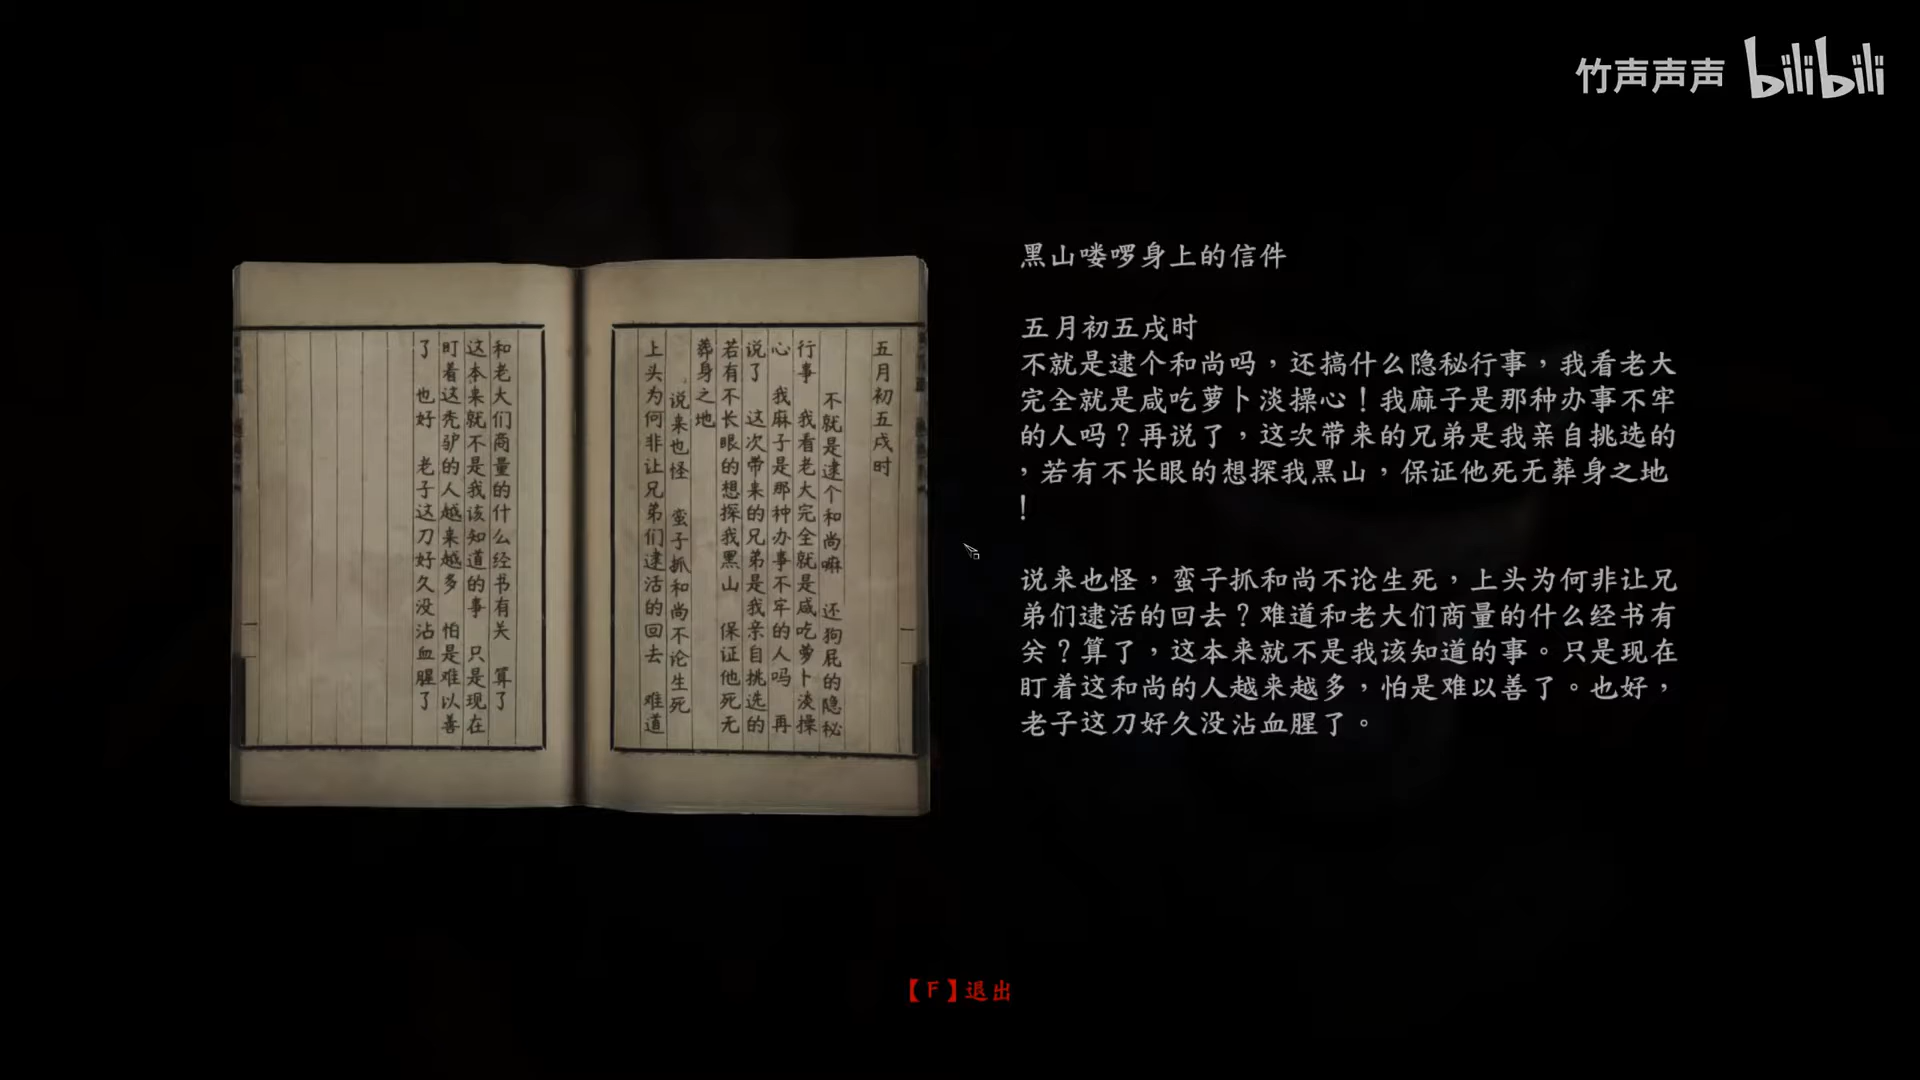 竹声声声 bilibili
五月初五戌时
不就是逮个和尚嘛 还狗屁的隐秘
行事 我看老大完全就是咸吃萝卜淡操
心 我麻子是那种办事不牢的人吗 再
说了 这次带来的兄弟是我亲自挑选的
若有不长眼的想探我黑山 保证他死无
葬身之地
说来也怪 蛮子抓和尚不论生死
上头为何非让兄弟们逮活的回去 难道
和老大们商量的什么经书有关 算了
这本来就不是我该知道的事 只是现在
盯着这秃驴的人越来越多 怕是难以善
了 也好 老子这刀好久没沾血腥了
黑山喽啰身上的信件
五月初五戌时
不就是逮个和尚吗，还搞什么隐秘行事，我看老大
完全就是咸吃萝卜淡操心！我麻子是那种办事不牢
的人吗？再说了，这次带来的兄弟是我亲自挑选的
，若有不长眼的想探我黑山，保证他死无葬身之地
！
说来也怪，蛮子抓和尚不论生死，上头为何非让兄
弟们逮活的回去？难道和老大们商量的什么经书有
关？算了，这本来就不是我该知道的事。只是现在
盯着这和尚的人越来越多，怕是难以善了。也好，
老子这刀好久没沾血腥了。
【F】退出